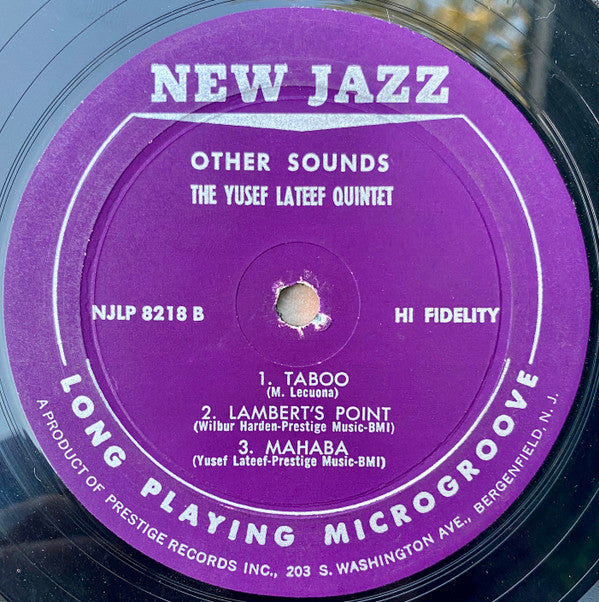 NEW JAZZ
OTHER SOUNDS
THE YUSEF LATEEF QUINTET
NJLP 8218 B
HI FIDELITY
1. TABOO
(M. Lecuona)
2. LAMBERT'S POINT
(Wilbur Harden-Prestige Music-BMI)
3. MAHABA
(Yusef Lateef-Prestige Music-BMI)
LONG PLAYING MICROGROOVE
A PRODUCT OF PRESTIGE RECORDS INC., 203 S. WASHINGTON AVE., BERGENFIELD, N. J.